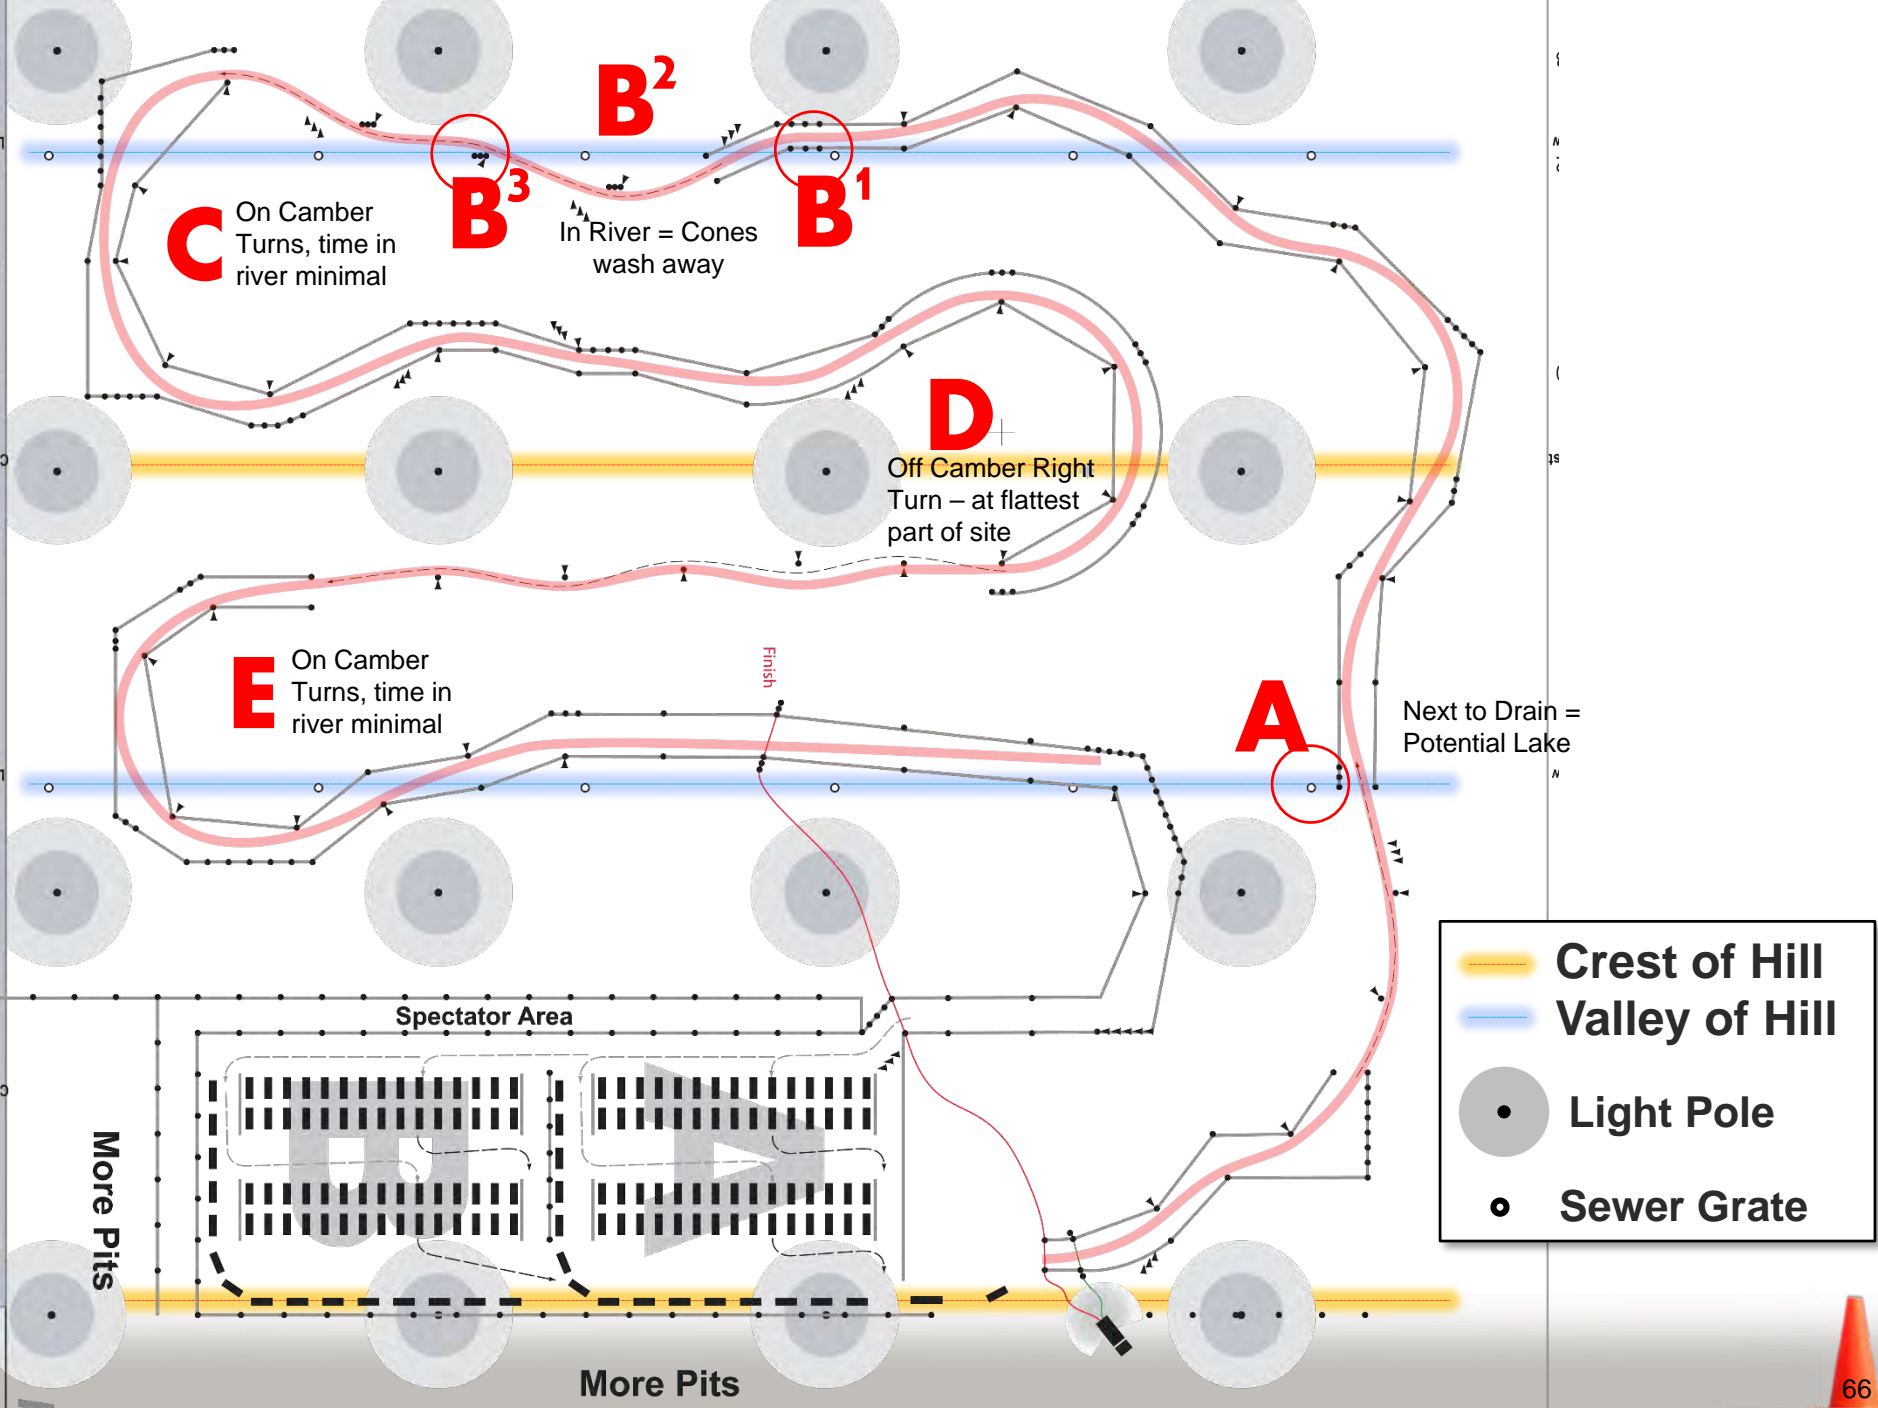 B²
B³
B¹
C
On Camber
Turns, time in
river minimal
In River = Cones
wash away
D
Off Camber Right
Turn – at flattest
part of site
E
On Camber
Turns, time in
river minimal
Finish
A
Next to Drain =
Potential Lake
Crest of Hill
Valley of Hill
Light Pole
Sewer Grate
Spectator Area
B
A
More Pits
More Pits
66